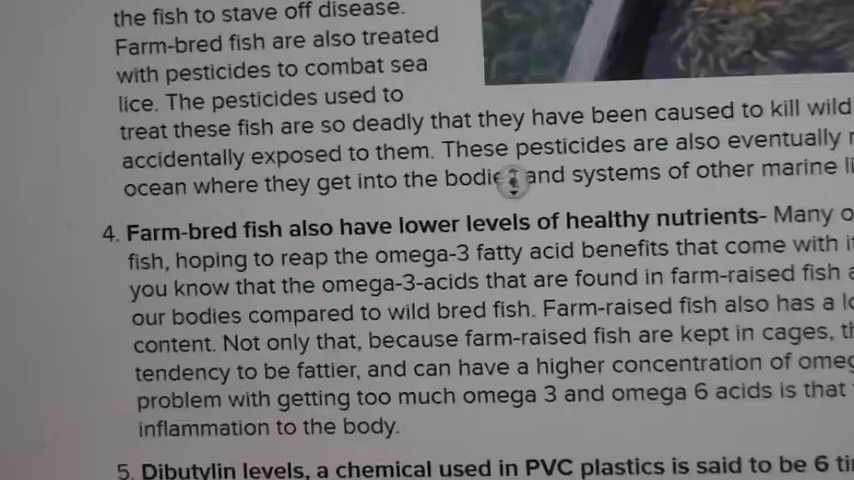 the fish to stave off disease.
Farm-bred fish are also treated
with pesticides to combat sea
lice. The pesticides used to
treat these fish are so deadly that they have been caused to kill wild
accidentally exposed to them. These pesticides are also eventually
ocean where they get into the bodies and systems of other marine
4. Farm-bred fish also have lower levels of healthy nutrients- Many
fish, hoping to reap the omega-3 fatty acid benefits that come with
you know that the omega-3-acids that are found in farm-raised fish
our bodies compared to wild bred fish. Farm-raised fish also has a
content. Not only that, because farm-raised fish are kept in cages,
tendency to be fattier, and can have a higher concentration of
problem with getting too much omega 3 and omega 6 acids is that
inflammation to the body.
5. Dibutylin levels, a chemical used in PVC plastics is said to be 6